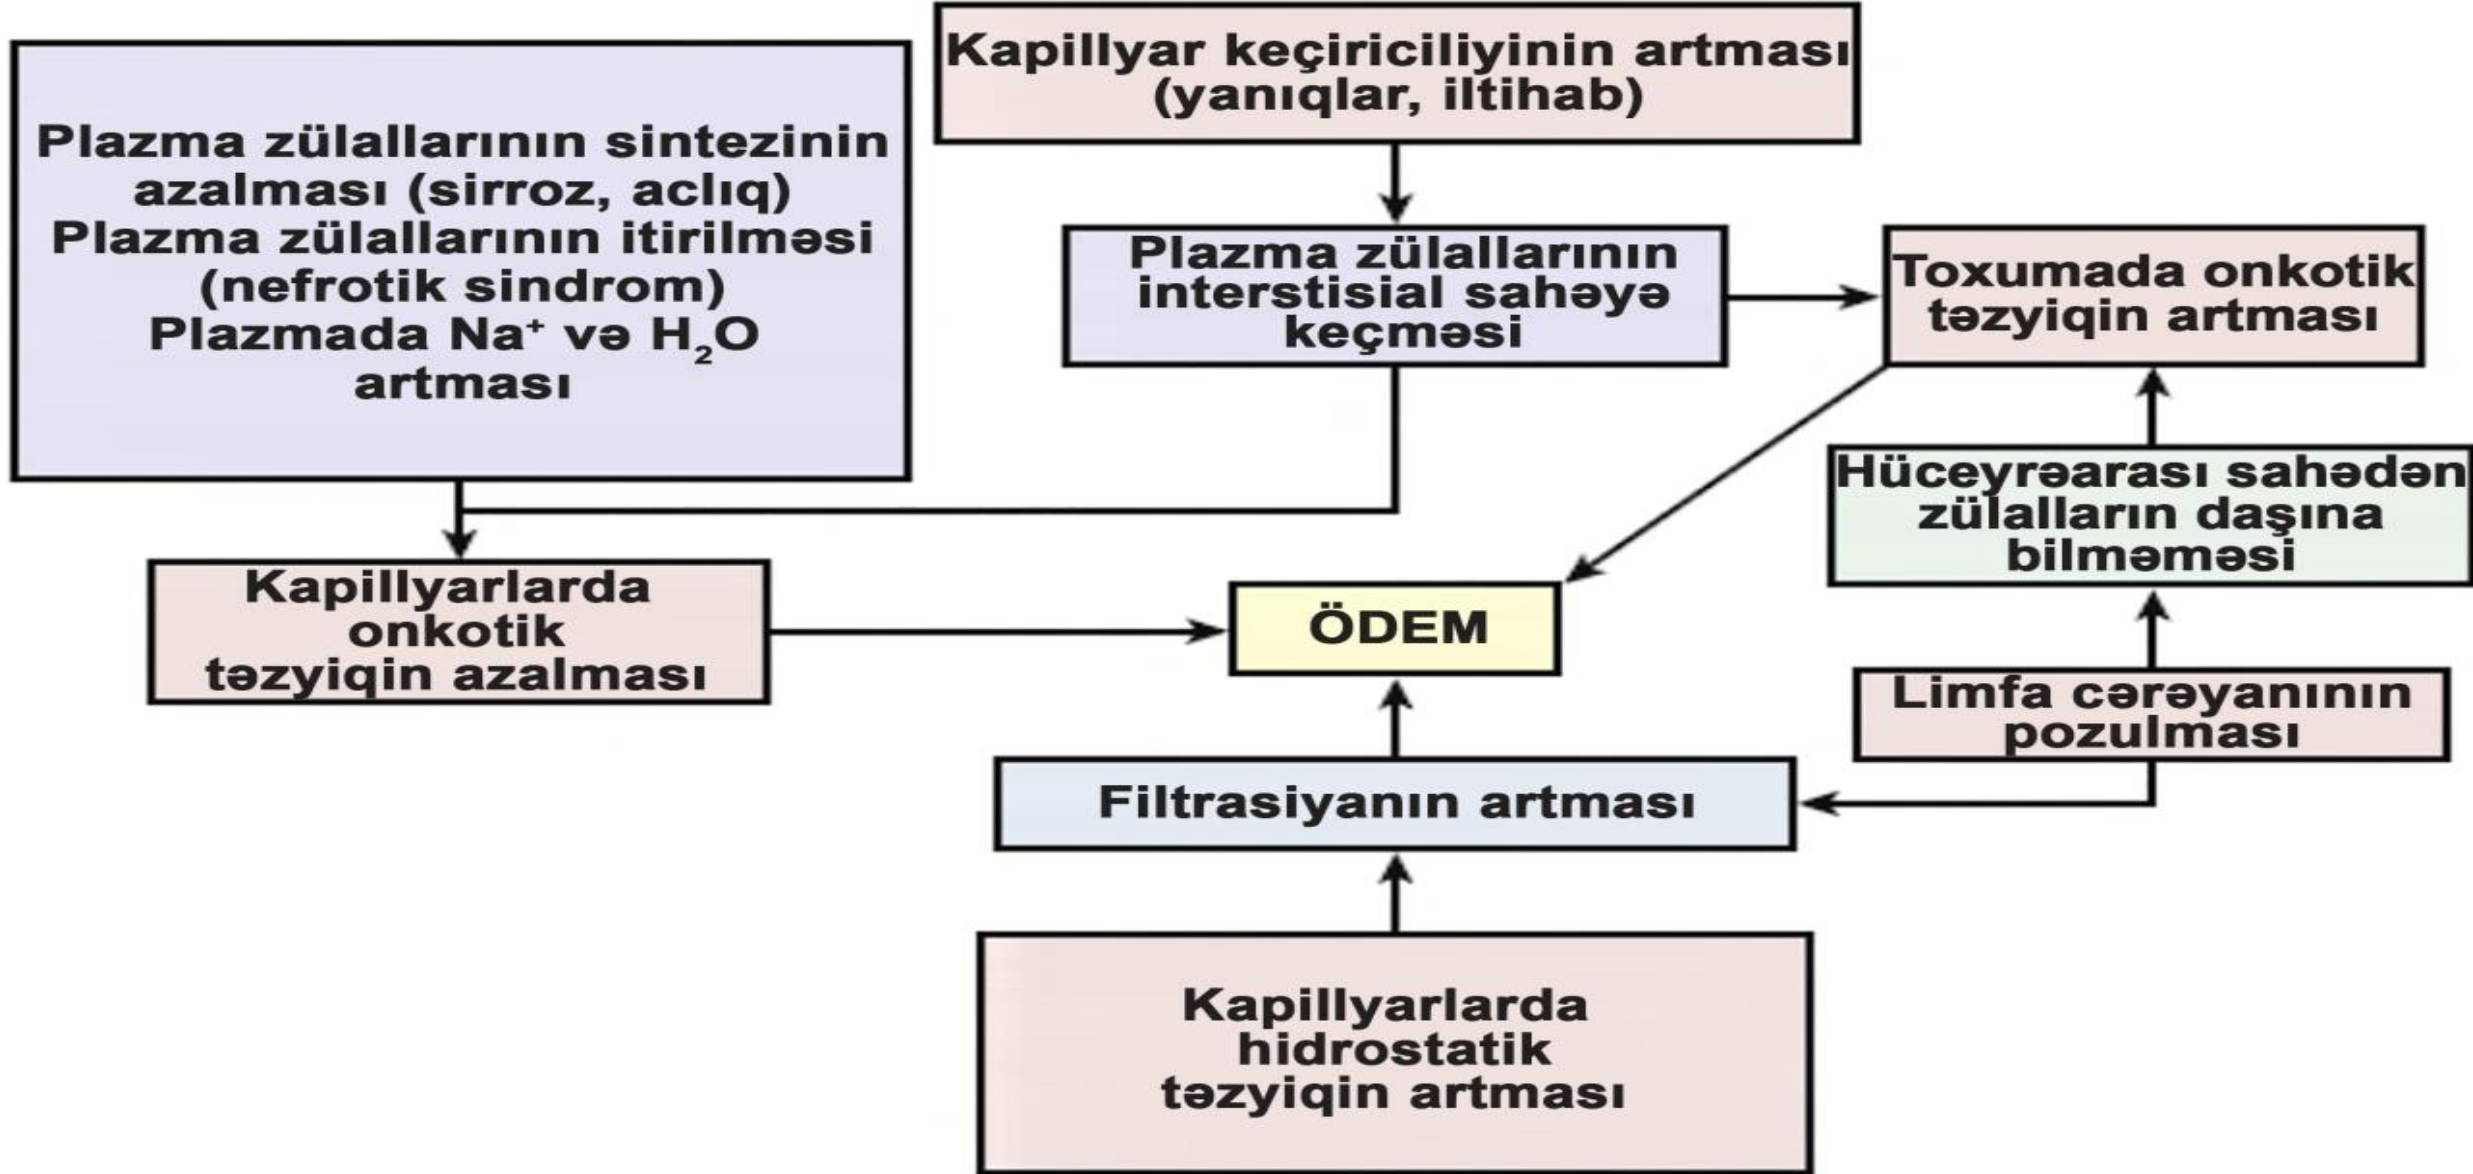 Kapillyar keçiriciliyinin artması
(yanıqlar, iltihab)
Plazma zülallarının sintezinin
azalması (sirroz, aclıq)
Plazma zülallarının itirilməsi
(nefrotik sindrom)
Plazmada Na⁺ və H₂O
artması
Plazma zülallarının
interstisial sahəyə
keçməsi
Toxumada onkotik
təzyiqin artması
Hüceyrəarası sahədən
zülalların daşına
bilməməsi
Kapillyarlarda
onkotik
təzyiqin azalması
ÖDEM
Limfa cərəyanının
pozulması
Filtrasiyanın artması
Kapillyarlarda
hidrostatik
təzyiqin artması